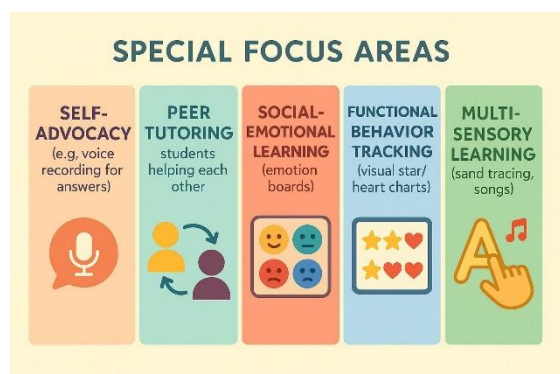 SPECIAL FOCUS AREAS
SELF-
ADVOCACY
(e.g, voice
recording for
answers)
PEER
TUTORING
students
helping each
other
SOCIAL-
EMOTIONAL
LEARNING
(emotion
boards)
FUNCTIONAL
BEHAVIOR
TRACKING
(visual star/
heart charts)
MULTI-
SENSORY
LEARNING
(sand tracing,
songs)
A